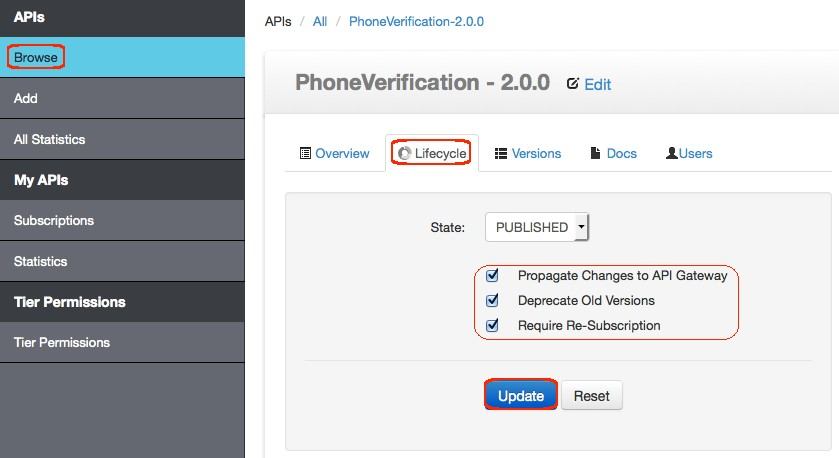 APIs
Browse
Add
All Statistics
My APIs
Subscriptions
Statistics
Tier Permissions
Tier Permissions
APIs / All / PhoneVerification-2.0.0
PhoneVerification - 2.0.0 Edit
Overview Lifecycle Versions Docs Users
State: PUBLISHED
Propagate Changes to API Gateway
Deprecate Old Versions
Require Re-Subscription
Update Reset